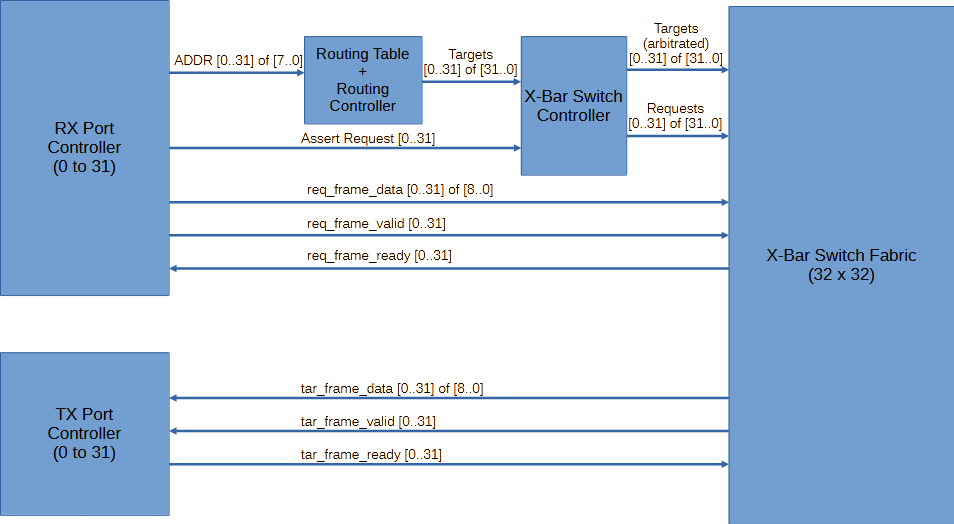 RX Port
Controller
(0 to 31)
ADDR [0..31] of [7..0]
Routing Table
+
Routing
Controller
Targets
[0..31] of [31..0]
X-Bar Switch
Controller
Targets
(arbitrated)
[0..31] of [31..0]
Requests
[0..31] of [31..0]
Assert Request [0..31]
req_frame_data [0..31] of [8..0]
req_frame_valid [0..31]
req_frame_ready [0..31]
X-Bar Switch Fabric
(32 x 32)
TX Port
Controller
(0 to 31)
tar_frame_data [0..31] of [8..0]
tar_frame_valid [0..31]
tar_frame_ready [0..31]